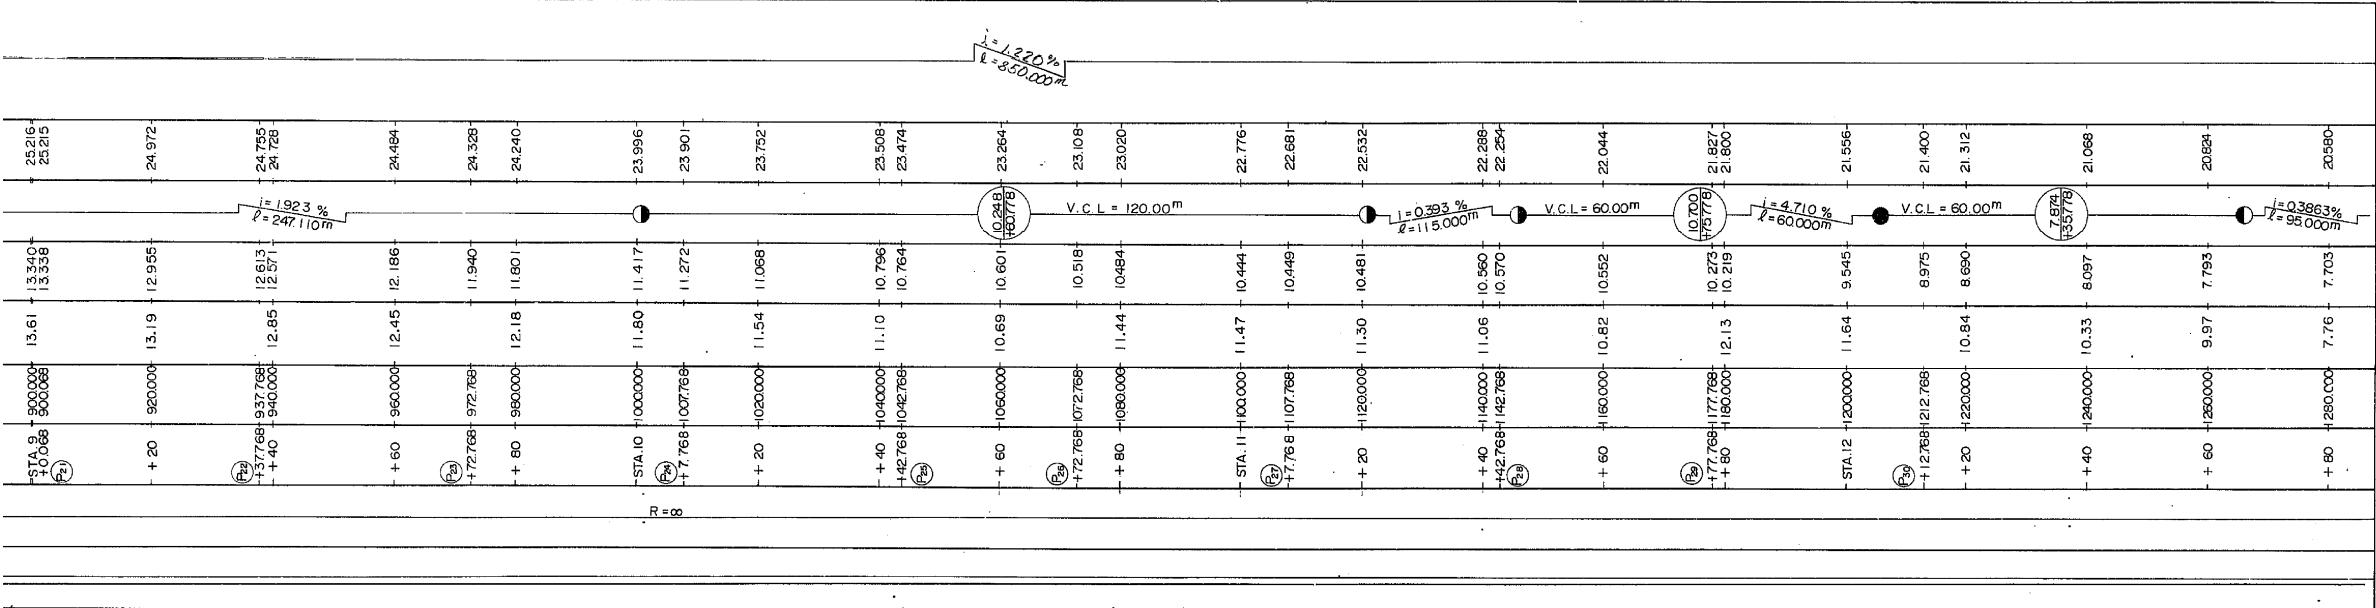 i = 1.220 %
ℓ = 850.000 m
25.216 25.215 24.972 24.755 24.728 24.484 24.328 24.240 23.996 23.901 23.752 23.508 23.474 23.264 23.108 23.020 22.776 22.681 22.532 22.288 22.254 22.044 21.827 21.800 21.556 21.400 21.312 21.068 20.824 20.580
i = 1.923 %
ℓ = 247.110m
10.248
+60.778
V.C.L = 120.00m
i = 0.393 %
ℓ = 115.000m
V.C.L = 60.00m
10.700
+75.778
i = 4.710 %
ℓ = 60.000m
V.C.L = 60.00m
7.874
+35.778
i = 0.3863%
ℓ = 95.000m
13.340 13.338 12.955 12.613 12.571 12.186 11.940 11.801 11.417 11.272 11.068 10.796 10.764 10.601 10.518 10.484 10.444 10.449 10.481 10.560 10.570 10.552 10.273 10.219 9.545 8.975 8.690 8.097 7.793 7.703
13.61 13.19 12.85 12.45 12.18 11.80 11.54 11.10 10.69 11.44 11.47 11.30 11.06 10.82 12.13 11.64 10.84 10.33 9.97 7.76
900.000 900.068 920.000 937.768 940.000 960.000 972.768 980.000 1000.000 1007.768 1020.000 1040.000 1042.768 1060.000 1072.768 1080.000 1100.000 1107.768 1120.000 1140.000 1142.768 1160.000 1177.768 1180.000 1200.000 1212.768 1220.000 1240.000 1260.000 1280.000
STA.9 +0.068 P21 +20 P22 +37.768 +40 +60 P23 +72.768 +80 STA.10 P24 +7.768 +20 +40 +42.768 P25 +60 P26 +72.768 +80 STA.11 P27 +7.768 +20 +40 +42.768 P28 +60 P29 +77.768 +80 STA.12 P30 +12.768 +20 +40 +60 +80
R = ∞